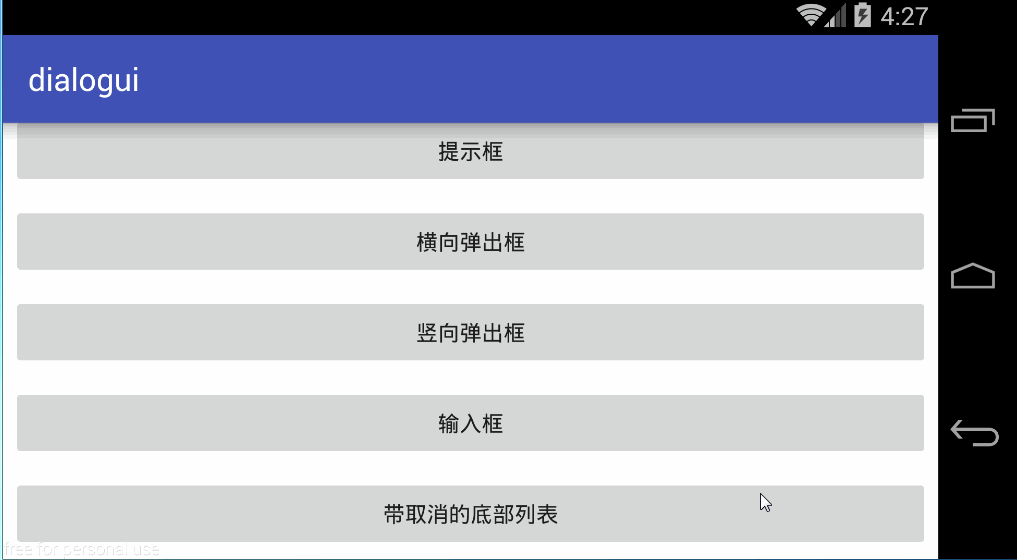 4:27
dialogui
提示框
横向弹出框
竖向弹出框
输入框
带取消的底部列表
free for personal use